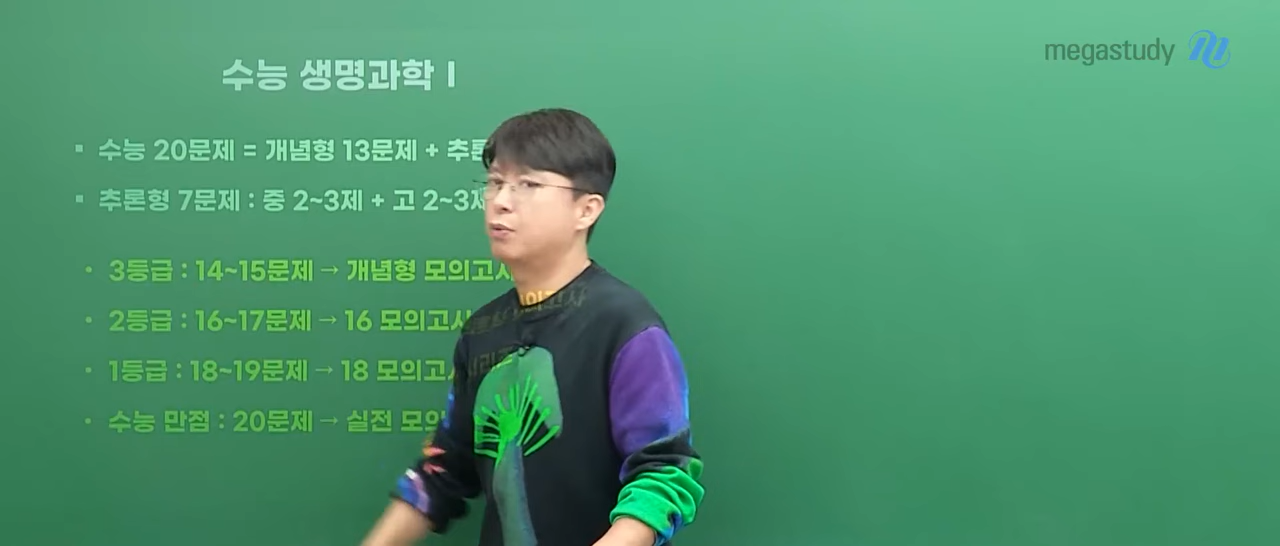 megastudy
수능 생명과학 I
▪ 수능 20문제 = 개념형 13문제 + 추론
▪ 추론형 7문제 : 중 2~3제 + 고 2~3제
• 3등급 : 14~15문제 → 개념형 모의고사
• 2등급 : 16~17문제 → 16 모의고사
• 1등급 : 18~19문제 → 18 모의고사
• 수능 만점 : 20문제 → 실전 모의